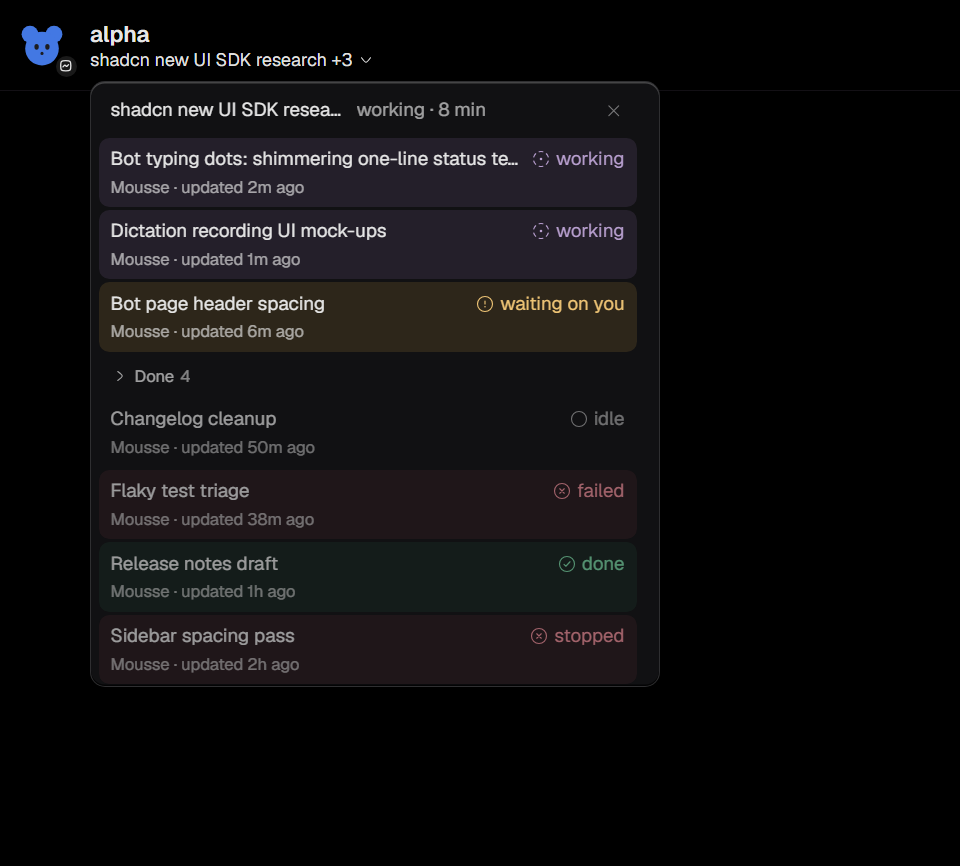 alpha
shadcn new UI SDK research +3
shadcn new UI SDK resea... working · 8 min
Bot typing dots: shimmering one-line status te... working
Mousse · updated 2m ago
Dictation recording UI mock-ups working
Mousse · updated 1m ago
Bot page header spacing waiting on you
Mousse · updated 6m ago
Done 4
Changelog cleanup idle
Mousse · updated 50m ago
Flaky test triage failed
Mousse · updated 38m ago
Release notes draft done
Mousse · updated 1h ago
Sidebar spacing pass stopped
Mousse · updated 2h ago